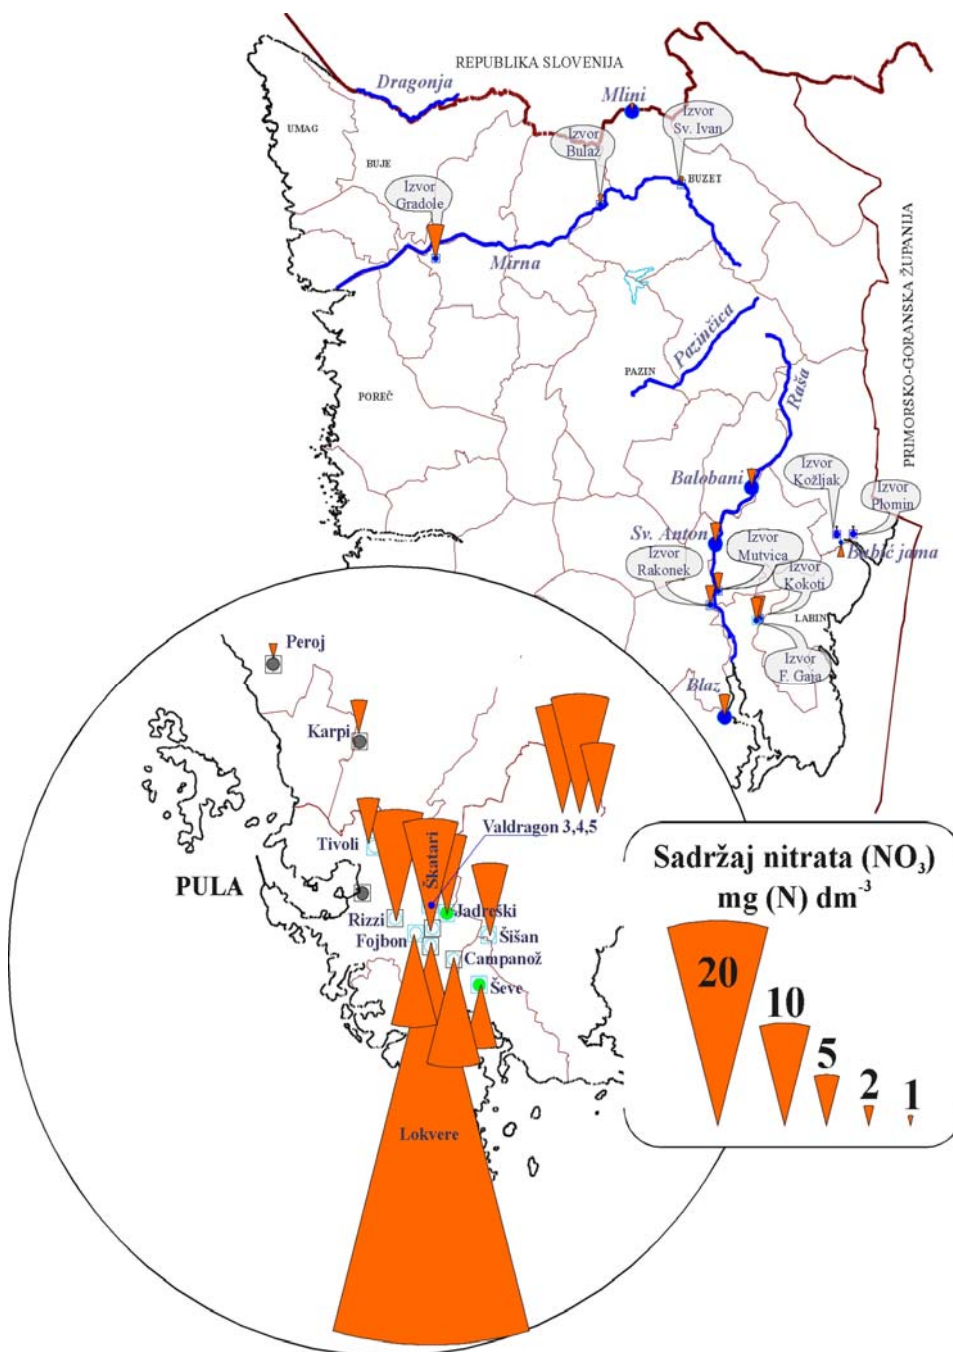 REPUBLIKA SLOVENIJA
Dragonja
Mlini
UMAG
Izvor
Bulaž
Izvor
Sv. Ivan
BUJE
BUZET
Izvor
Gradole
Mirna
PRIMORSKO-GORANSKA ŽUPANIJA
Pazinčica
PAZIN
Raša
POREČ
Balobani
Izvor
Kožljak
Izvor
Plomin
Sv. Anton
Bubić jama
Izvor
Rakonek
Izvor
Mutvica
Izvor
Kokoti
LABIN
Izvor
F. Gaja
Blaz
Peroj
Karpi
Tivoli
Škatari
Valdragon 3,4,5
PULA
Rizzi
Jadreški
Fojbon
Šišan
Campanož
Ševe
Lokvere
Sadržaj nitrata (NO3)
mg (N) dm-3
20
10
5
2
1